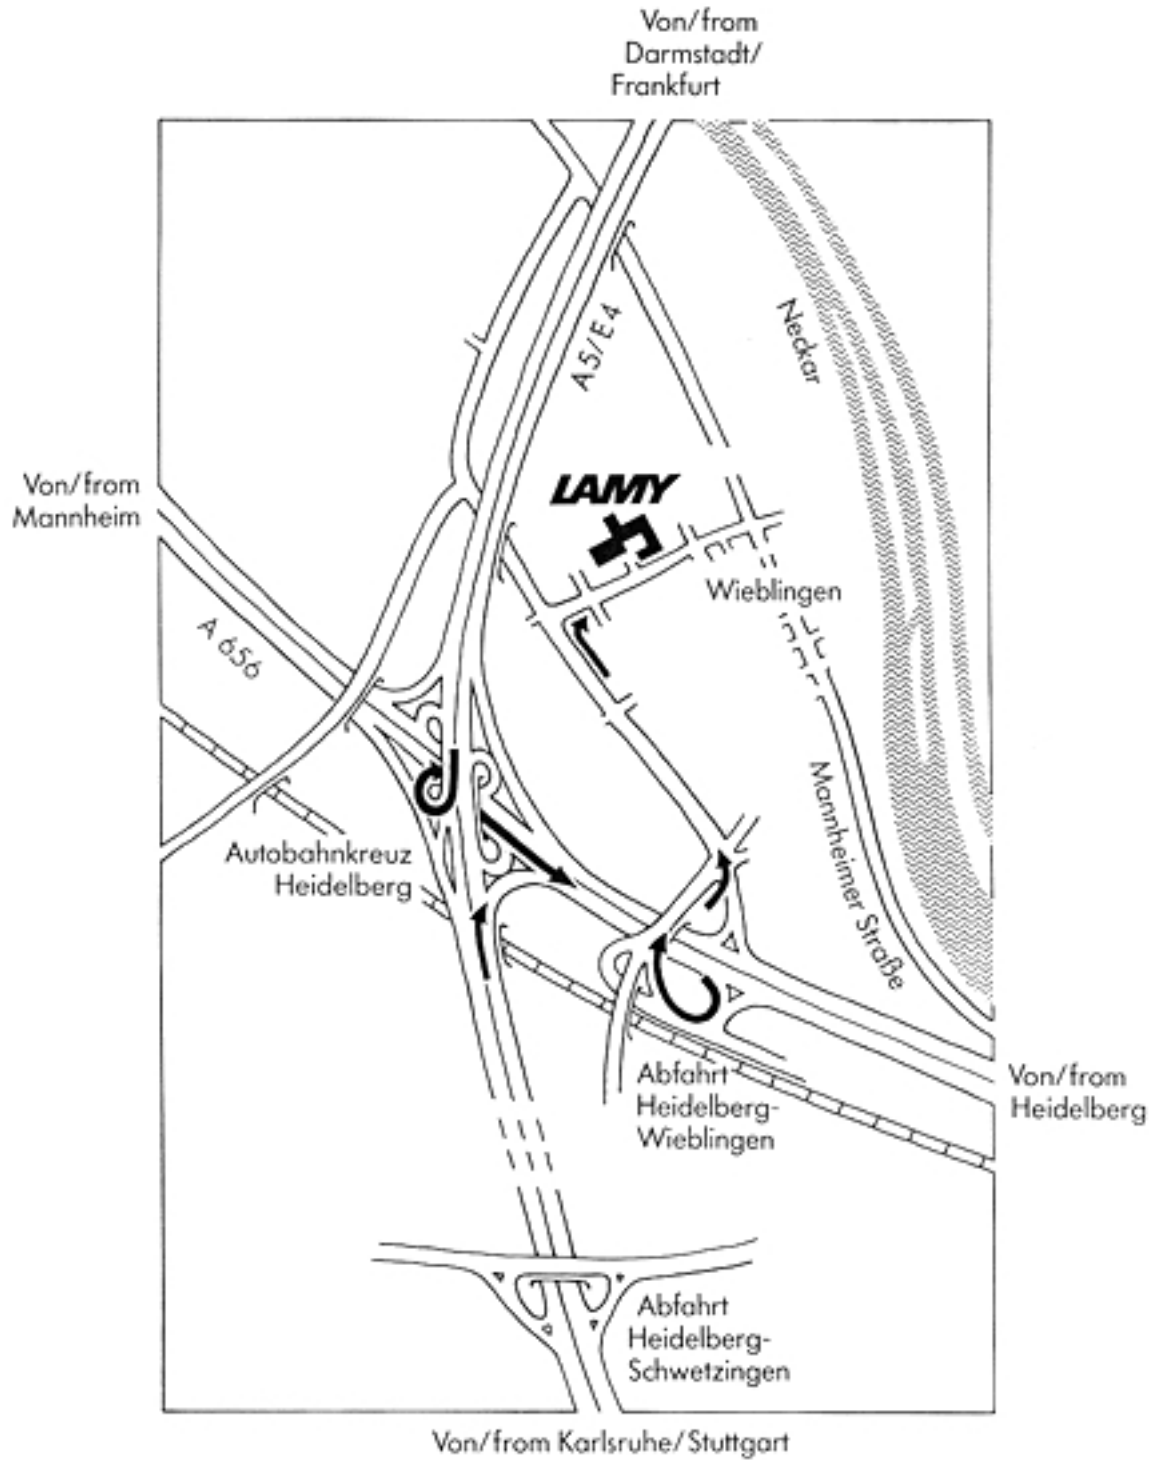 Von/from
Darmstadt/
Frankfurt
Neckar
A5/E4
Von/from
Mannheim
LAMY
Wieblingen
A 656
Mannheimer Straße
Autobahnkreuz
Heidelberg
Abfahrt
Heidelberg-
Wieblingen
Von/from
Heidelberg
Abfahrt
Heidelberg-
Schwetzingen
Von/from Karlsruhe/Stuttgart